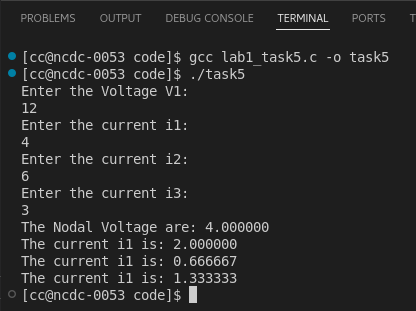 PROBLEMS OUTPUT DEBUG CONSOLE TERMINAL PORTS T
[cc@ncdc-0053 code]$ gcc lab1_task5.c -o task5
[cc@ncdc-0053 code]$ ./task5
Enter the Voltage V1:
12
Enter the current i1:
4
Enter the current i2:
6
Enter the current i3:
3
The Nodal Voltage are: 4.000000
The current i1 is: 2.000000
The current i1 is: 0.666667
The current i1 is: 1.333333
[cc@ncdc-0053 code]$